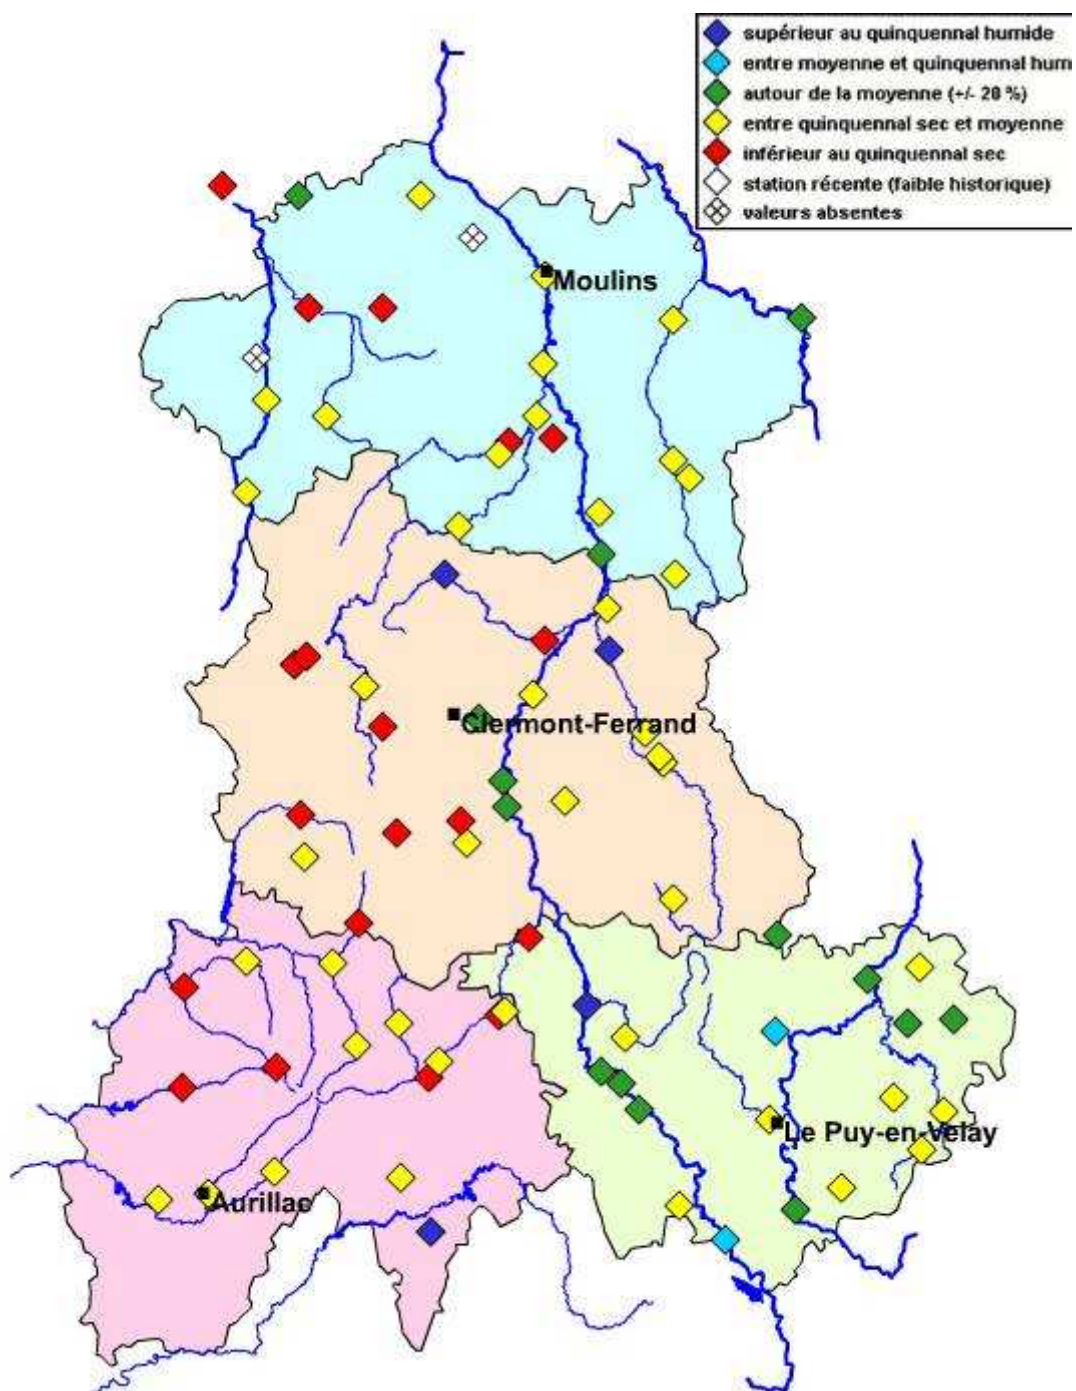 supérieur au quinquennal humide
entre moyenne et quinquennal hum
autour de la moyenne (+/- 20 %)
entre quinquennal sec et moyenne
inférieur au quinquennal sec
station récente (faible historique)
valeurs absentes
Moulins
Clermont-Ferrand
Le Puy-en-Velay
Aurillac